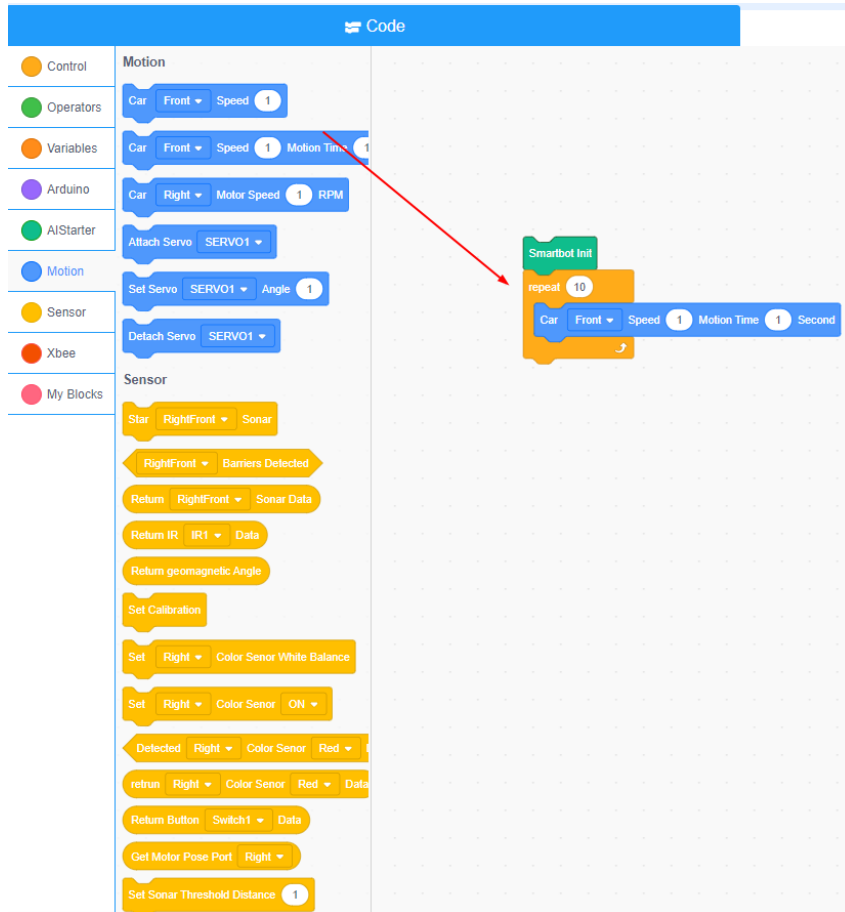 Code
Control
Operators
Variables
Arduino
AIStarter
Motion
Sensor
Xbee
My Blocks
Motion
Car Front Speed 1
Car Front Speed 1 Motion Time 1
Car Right Motor Speed 1 RPM
Attach Servo SERVO1
Set Servo SERVO1 Angle 1
Detach Servo SERVO1
Sensor
Star RightFront Sonar
RightFront Barriers Detected
Return RightFront Sonar Data
Return IR IR1 Data
Return geomagnetic Angle
Set Calibration
Set Right Color Senor White Balance
Set Right Color Senor ON
Detected Right Color Senor Red
retrun Right Color Senor Red Data
Return Button Switch1 Data
Get Motor Pose Port Right
Set Sonar Threshold Distance 1
Smartbot Init
repeat 10
Car Front Speed 1 Motion Time 1 Second